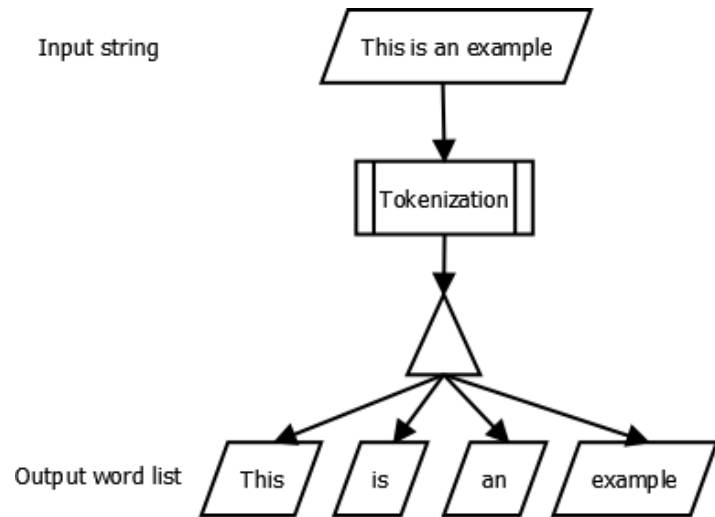 Input string
This is an example
Tokenization
Output word list
This
is
an
example